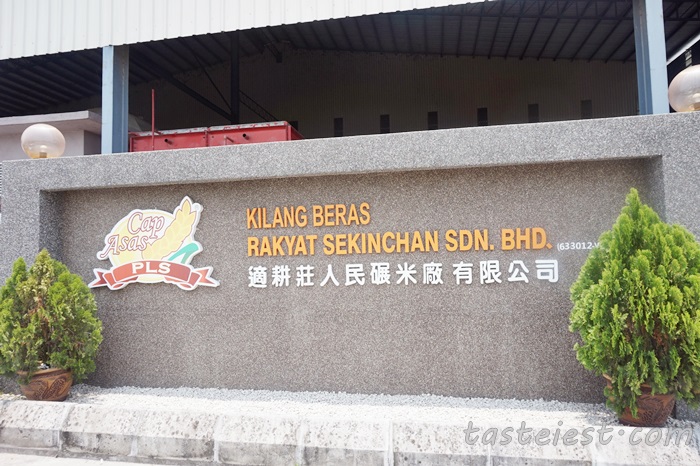 Cap
Asas
PLS
KILANG BERAS
RAKYAT SEKINCHAN SDN. BHD.
適耕莊人民碾米廠 有限公司
tasteiest.com